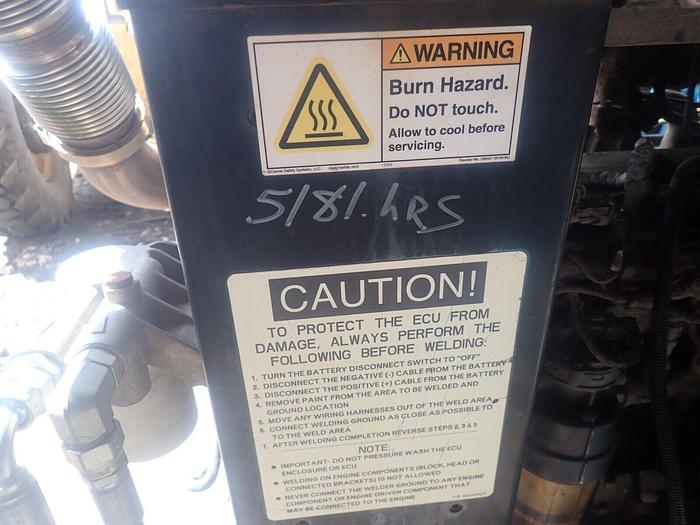 WARNING
Burn Hazard.
Do NOT touch.
Allow to cool before
servicing.
©Clarion Safety Systems, LLC
5181. hRS
CAUTION!
TO PROTECT THE ECU FROM
DAMAGE, ALWAYS PERFORM THE
FOLLOWING BEFORE WELDING:
1. TURN THE BATTERY DISCONNECT SWITCH TO "OFF"
2. DISCONNECT THE NEGATIVE (-) CABLE FROM THE BATTERY
3. DISCONNECT THE POSITIVE (+) CABLE FROM THE BATTERY
4. REMOVE PAINT FROM THE AREA TO BE WELDED AND
GROUND LOCATION
5. MOVE ANY WIRING HARNESSES OUT OF THE WELD AREA
6. CONNECT WELDING GROUND AS CLOSE AS POSSIBLE TO
TO THE WELD AREA
7. AFTER WELDING COMPLETION REVERSE STEPS 2, 3 & 5
NOTE:
• IMPORTANT - DO NOT PRESSURE WASH THE ECU
ENCLOSURE OR ECU
• WELDING ON ENGINE COMPONENTS (BLOCK, HEAD OR
CONNECTED BRACKETS) IS NOT ALLOWED
• NEVER CONNECT THE WELDER GROUND TO ANY ENGINE
COMPONENT OR ENGINE DRIVEN COMPONENT THAT
MAY BE CONNECTED TO THE ENGINE